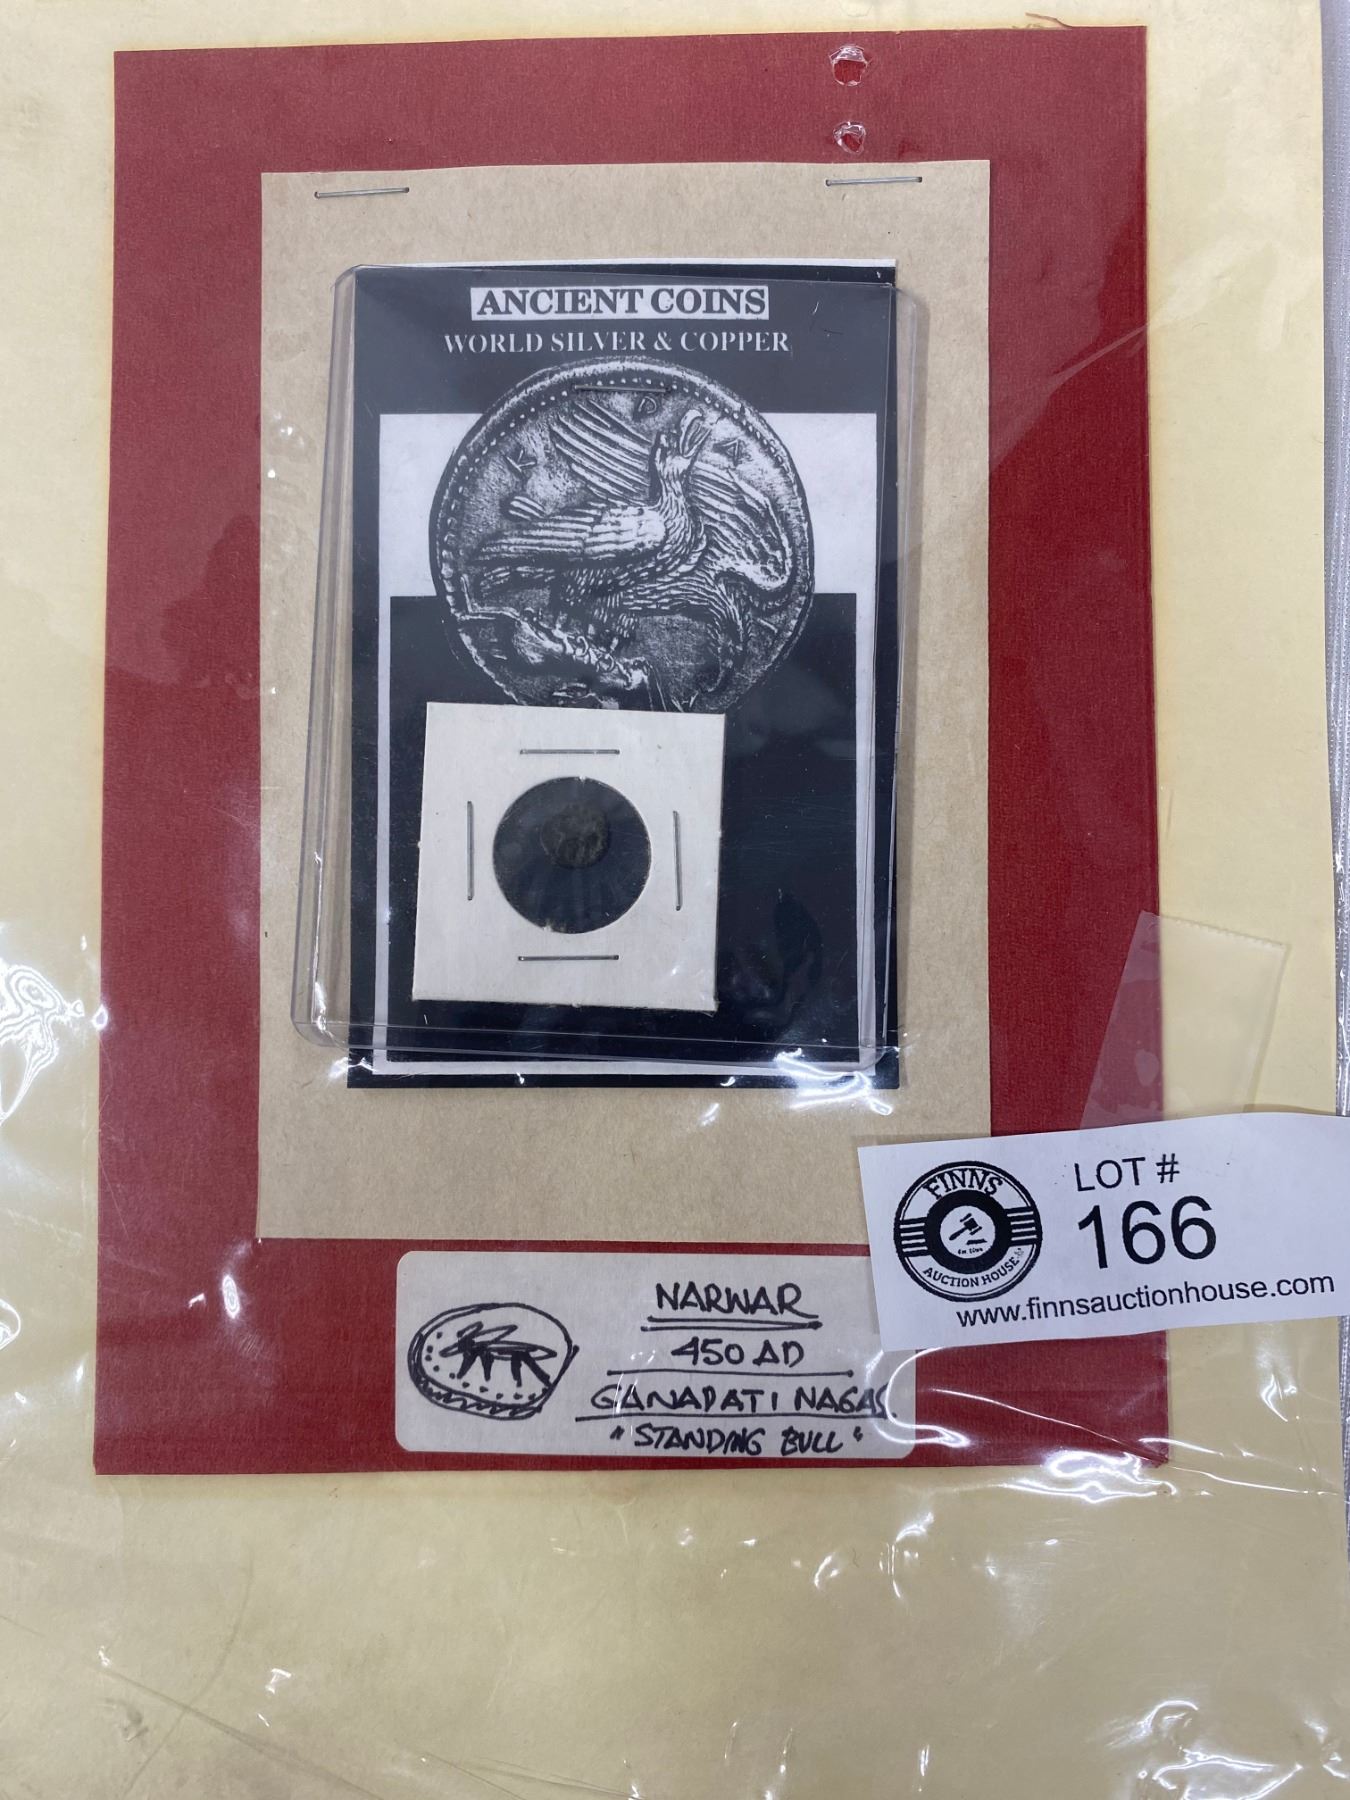 ANCIENT COINS
WORLD SILVER & COPPER
FINNS
AUCTION HOUSE
LOT #
166
www.finnsauctionhouse.com
NARWAR
450 AD
GANAPATI NAGAS
"STANDING BULL"